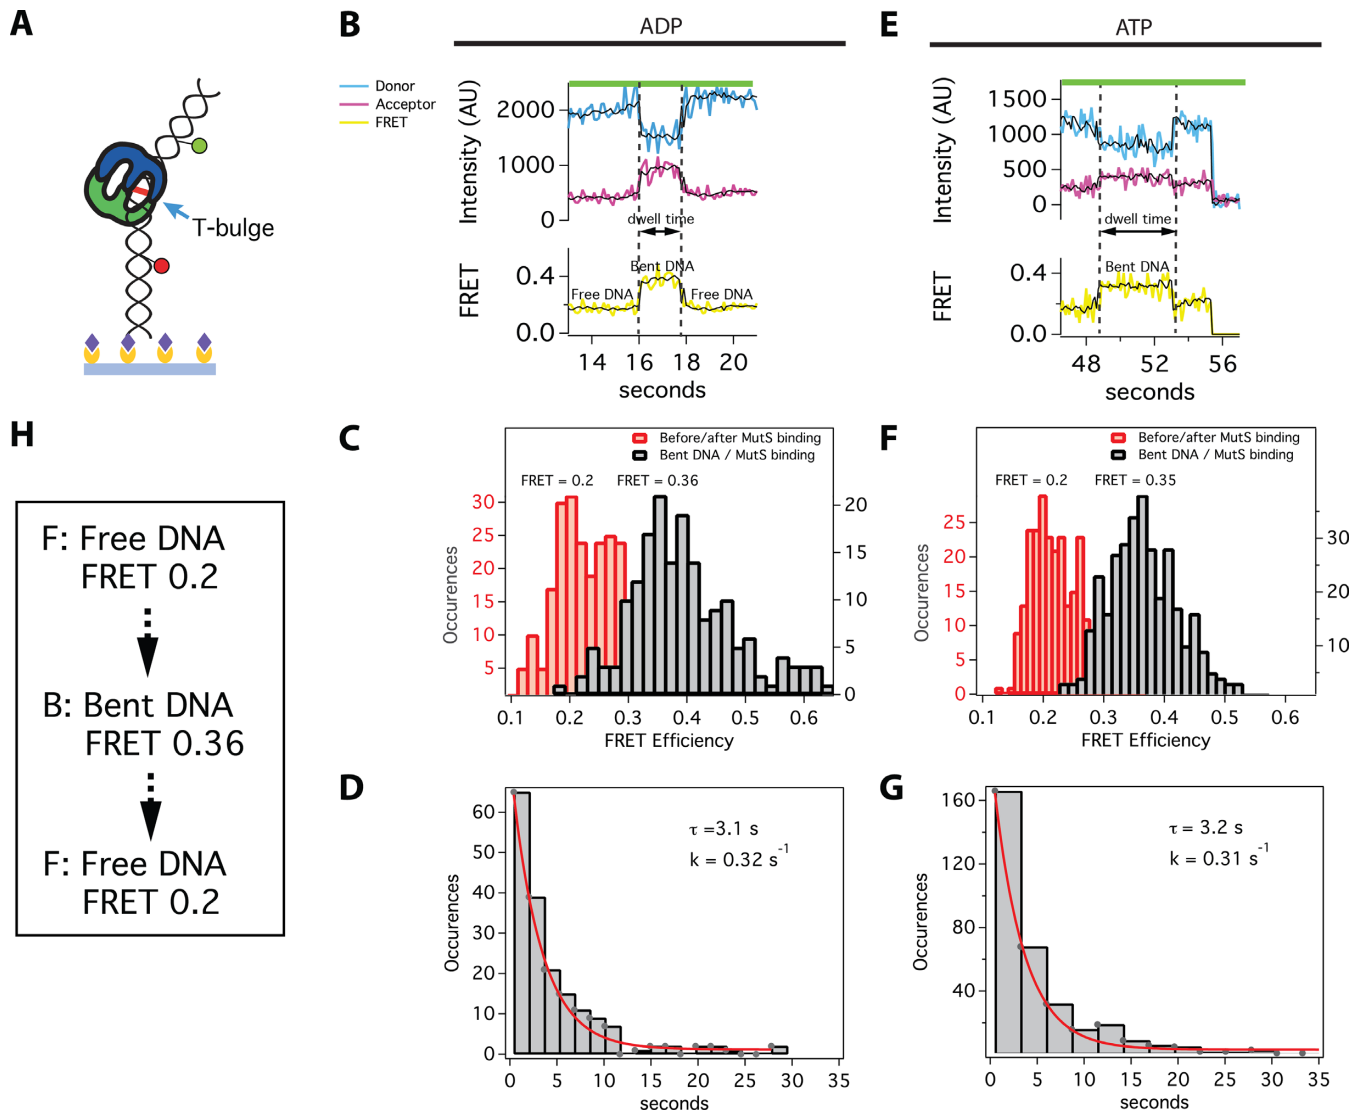 A
T-bulge
B
ADP
Donor
Acceptor
FRET
Intensity (AU)
2000
1000
0
dwell time
FRET
0.4
0.0
Bent DNA
Free DNA
Free DNA
14 16 18 20
seconds
E
ATP
Intensity (AU)
1500
1000
500
0
dwell time
FRET
0.4
0.0
Bent DNA
48 52 56
seconds
H
F: Free DNA
FRET 0.2
B: Bent DNA
FRET 0.36
F: Free DNA
FRET 0.2
C
Before/after MutS binding
Bent DNA / MutS binding
FRET = 0.2 FRET = 0.36
Occurences
30
25
20
15
10
5
20
15
10
5
0
0.1 0.2 0.3 0.4 0.5 0.6
FRET Efficiency
F
Before/after MutS binding
Bent DNA / MutS binding
FRET = 0.2 FRET = 0.35
Occurences
25
20
15
10
5
0
30
20
10
0.1 0.2 0.3 0.4 0.5 0.6
FRET Efficiency
D
τ =3.1 s
k = 0.32 s⁻¹
Occurences
60
50
40
30
20
10
0
0 5 10 15 20 25 30 35
seconds
G
τ = 3.2 s
k = 0.31 s⁻¹
Occurences
160
120
80
40
0 5 10 15 20 25 30 35
seconds